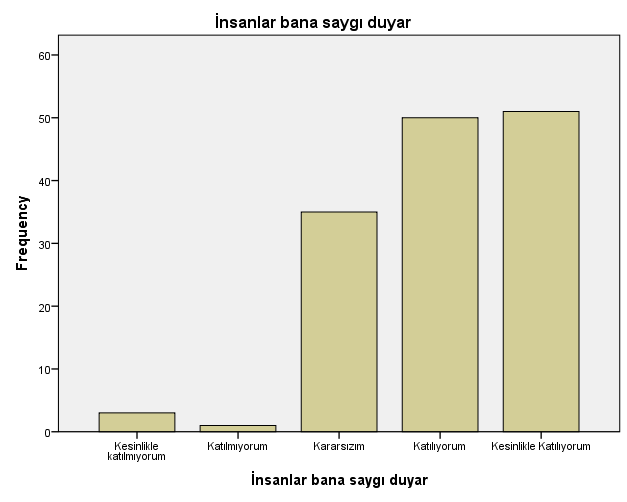 İnsanlar bana saygı duyar
60
50
40
30
20
10
0
Frequency
Kesinlikle
katılmıyorum
Katılmıyorum
Kararsızım
Katılıyorum
Kesinlikle Katılıyorum
İnsanlar bana saygı duyar